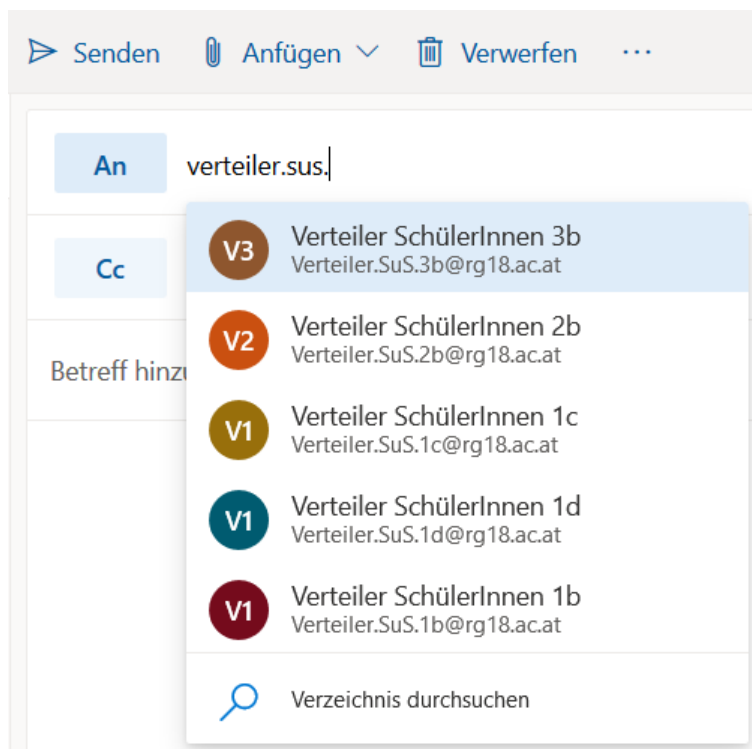 Senden Anfügen Verwerfen ...
An verteiler.sus.
V3 Verteiler SchülerInnen 3b
Verteiler.SuS.3b@rg18.ac.at
Cc
V2 Verteiler SchülerInnen 2b
Verteiler.SuS.2b@rg18.ac.at
Betreff hinzu
V1 Verteiler SchülerInnen 1c
Verteiler.SuS.1c@rg18.ac.at
V1 Verteiler SchülerInnen 1d
Verteiler.SuS.1d@rg18.ac.at
V1 Verteiler SchülerInnen 1b
Verteiler.SuS.1b@rg18.ac.at
Verzeichnis durchsuchen